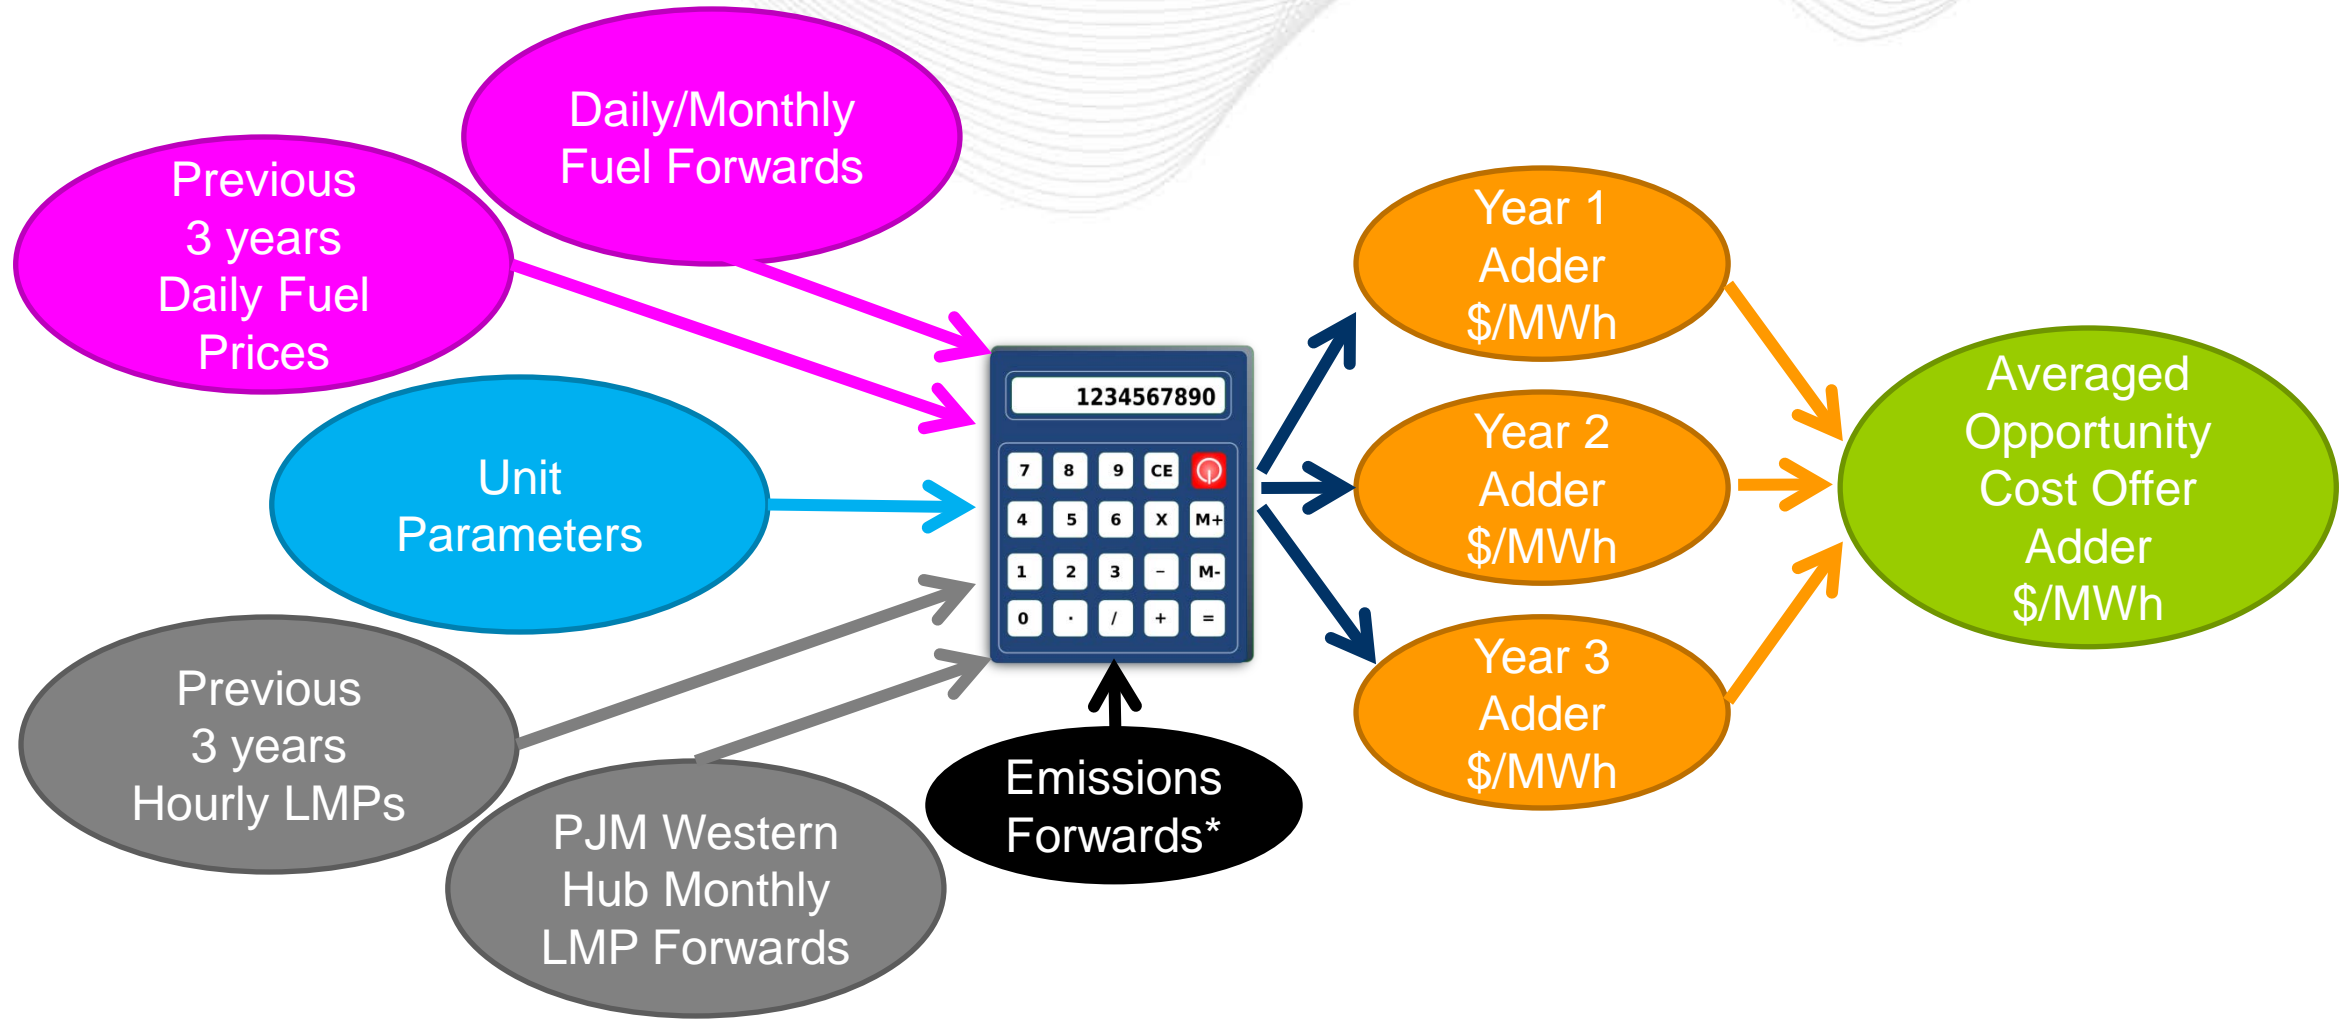 Daily/Monthly
Fuel Forwards
Previous
3 years
Daily Fuel
Prices
Unit
Parameters
Previous
3 years
Hourly LMPs
PJM Western
Hub Monthly
LMP Forwards
Emissions
Forwards*
1234567890
7 8 9 CE
4 5 6 X M+
1 2 3 − M-
0 · / + =
Year 1
Adder
$/MWh
Year 2
Adder
$/MWh
Year 3
Adder
$/MWh
Averaged
Opportunity
Cost Offer
Adder
$/MWh